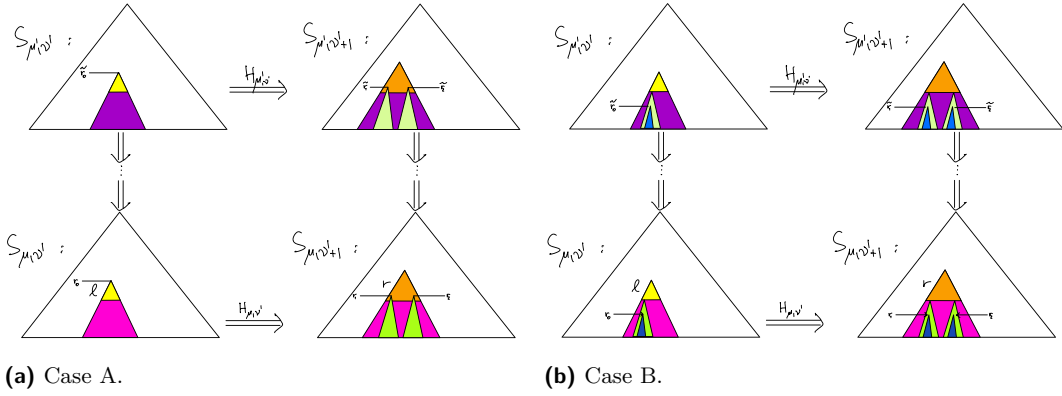 S_{μ',ν'} : H_{μ',ν'} S_{μ',ν'+1} :
S_{μ,ν'} : l H_{μ,ν'} S_{μ,ν'+1} : r
(a) Case A.
S_{μ',ν'} : H_{μ',ν'} S_{μ',ν'+1} :
S_{μ,ν'} : l H_{μ,ν'} S_{μ,ν'+1} : r
(b) Case B.